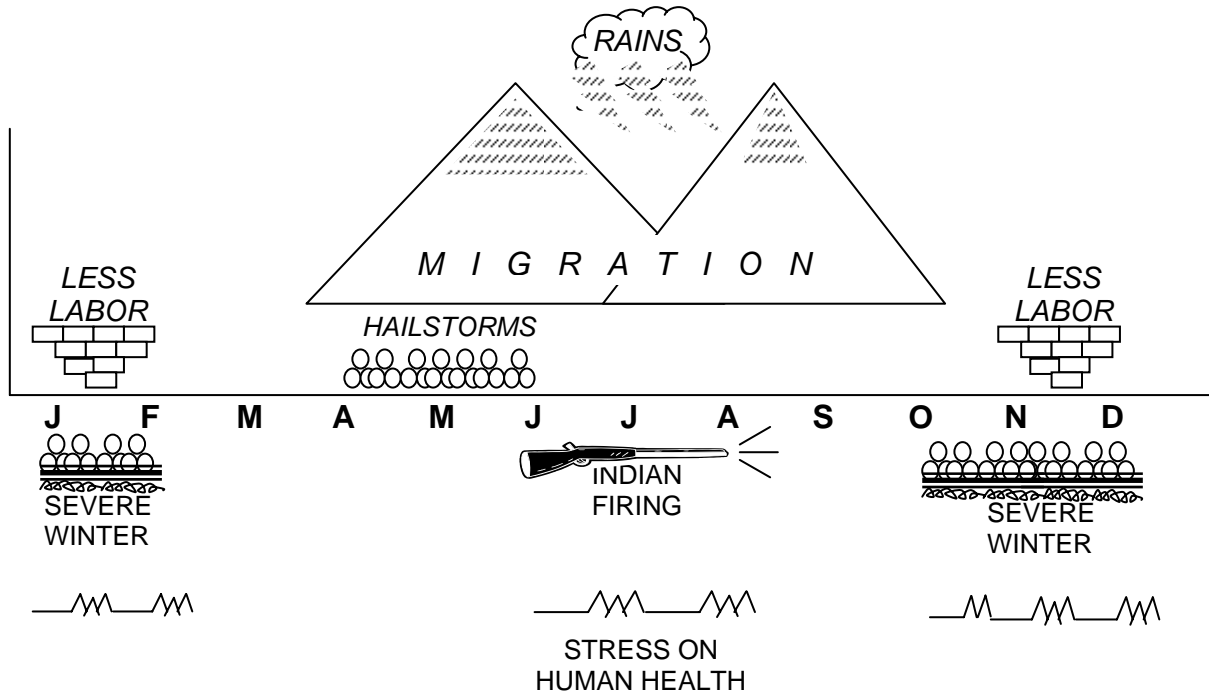 RAINS
M I G R A T I O N
LESS
LABOR
HAILSTORMS
LESS
LABOR
J F M A M J J A S O N D
SEVERE
WINTER
INDIAN
FIRING
SEVERE
WINTER
STRESS ON
HUMAN HEALTH